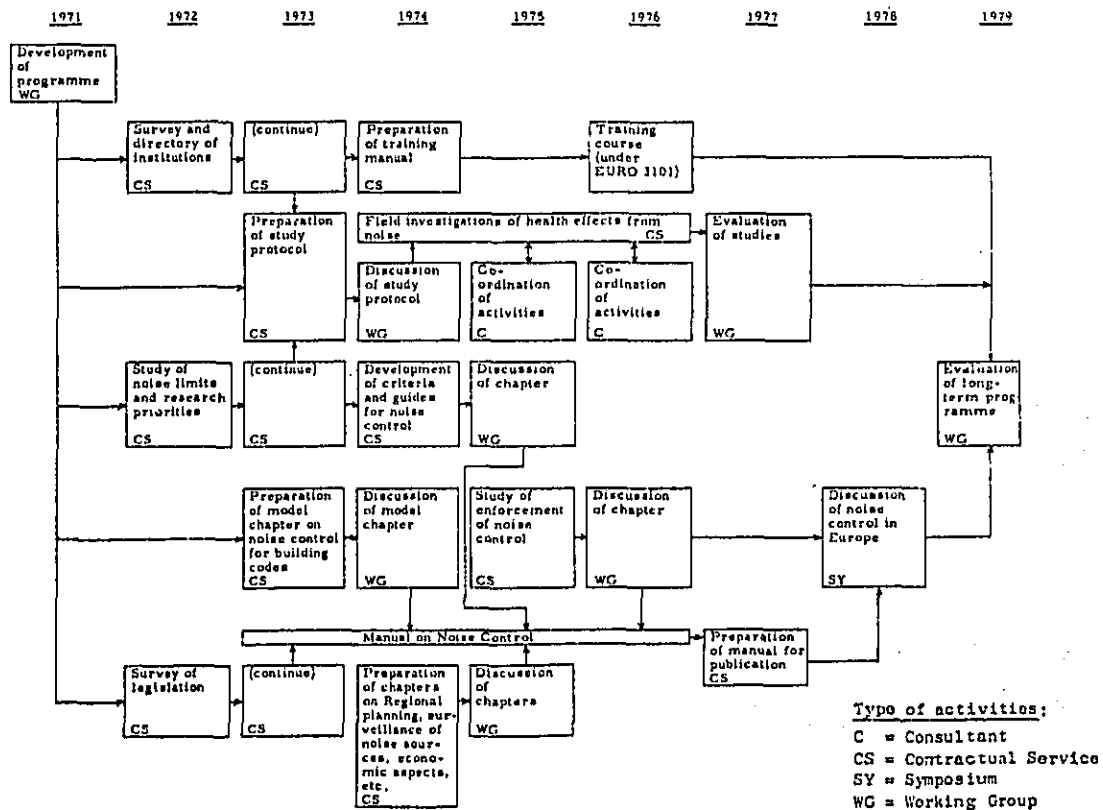 1971 1972 1973 1974 1975 1976 1977 1978 1979
Development
of
programme
WG
Survey and
directory of
institutions
CS
(continue)
CS
Preparation
of training
manual
CS
Training
course
(under
EURO 3101)
Preparation
of study
protocol
CS
Field investigations of health effects from
noise CS
Discussion
of study
protocol
WG
Co-
ordination
of
activities
C
Co-
ordination
of
activities
C
Evaluation
of studies
WG
Study of
noise limits
and research
priorities
CS
(continue)
CS
Development
of criteria
and guides
for noise
control
CS
Discussion
of chapter
WG
Evaluation
of long-
term prog
ramme
WG
Preparation
of model
chapter on
noise control
for building
codes
CS
Discussion
of model
chapter
WG
Study of
enforcement
of noise
control
CS
Discussion
of chapter
WG
Discussion
of noise
control in
Europe
SY
Manual on Noise Control
Preparation
of manual for
publication
CS
Survey of
legislation
CS
(continue)
CS
Preparation
of chapters
on Regional
planning, sur-
veillance of
noise sour-
ces, economic
aspects,
etc.
CS
Discussion
of
chapters
WG
Type of activities:
C = Consultant
CS = Contractual Service
SY = Symposium
WG = Working Group